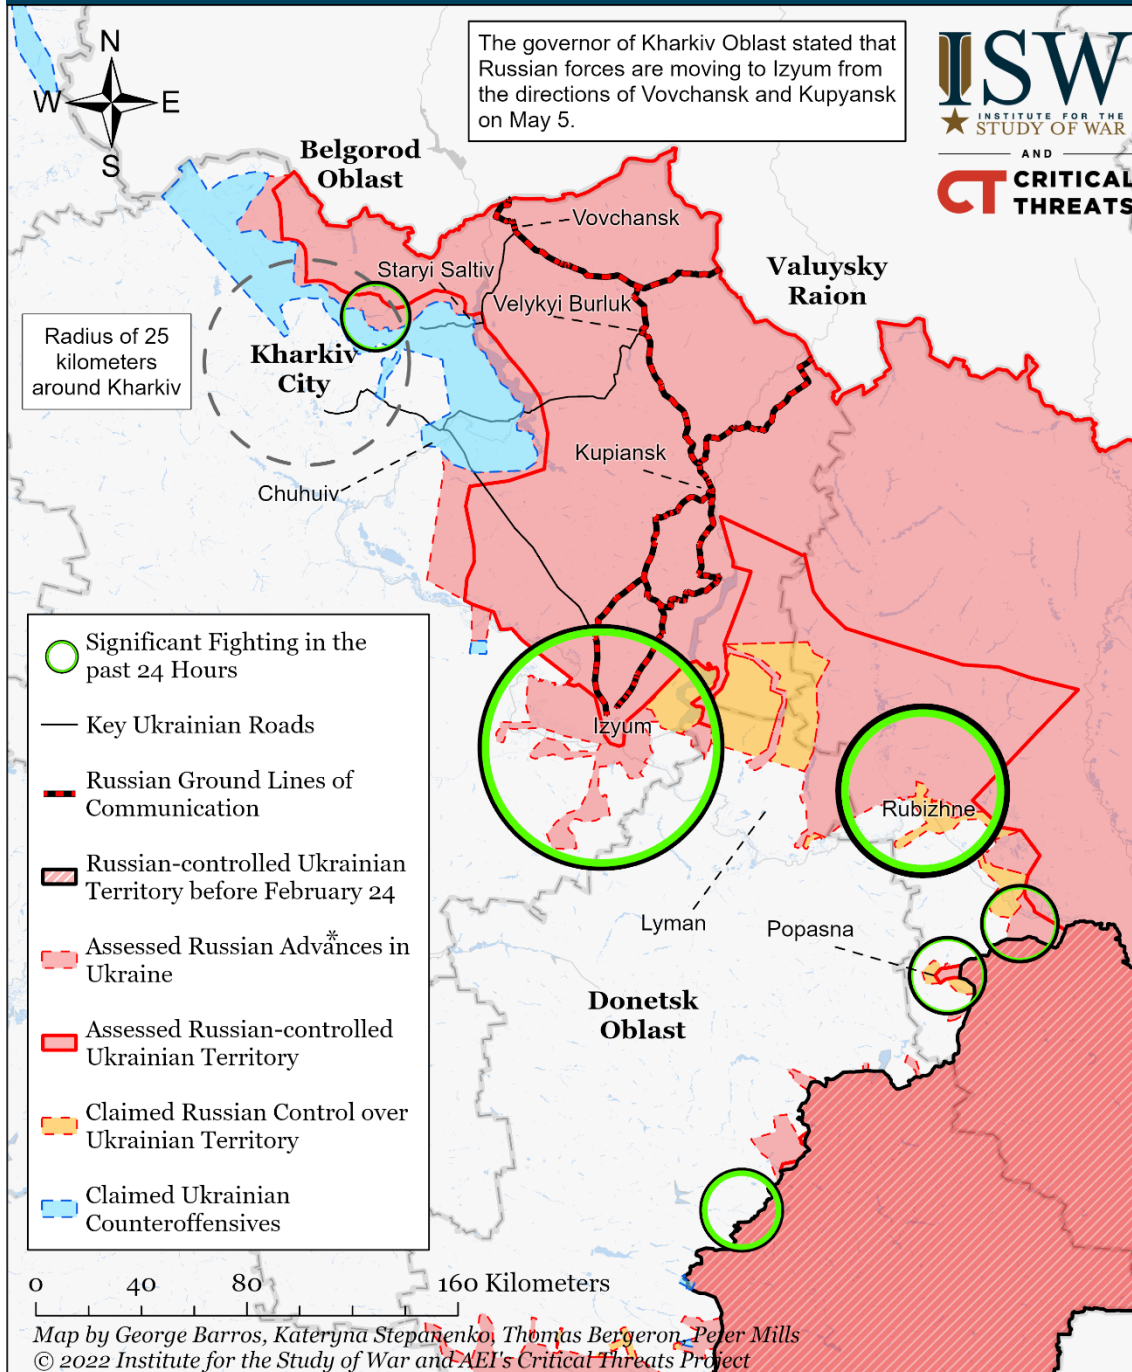 N
W
E
S
The governor of Kharkiv Oblast stated that
Russian forces are moving to Izyum from
the directions of Vovchansk and Kupyansk
on May 5.
ISW
INSTITUTE FOR THE
STUDY OF WAR
AND
CT CRITICAL
THREATS
Belgorod
Oblast
Vovchansk
Staryi Saltiv
Valuysky
Raion
Velykyi Burluk
Radius of 25
kilometers
around Kharkiv
Kharkiv
City
Kupiansk
Chuhuiv
Izyum
Rubizhne
Lyman
Popasna
Donetsk
Oblast
Significant Fighting in the
past 24 Hours
Key Ukrainian Roads
Russian Ground Lines of
Communication
Russian-controlled Ukrainian
Territory before February 24
Assessed Russian Advances in
*
Ukraine
Assessed Russian-controlled
Ukrainian Territory
Claimed Russian Control over
Ukrainian Territory
Claimed Ukrainian
Counteroffensives
0 40 80 160 Kilometers
Map by George Barros, Kateryna Stepanenko, Thomas Bergeron, Peter Mills
© 2022 Institute for the Study of War and AEI's Critical Threats Project